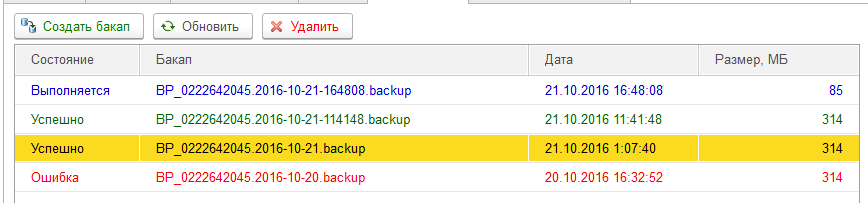 Создать бакап Обновить Удалить
Состояние Бакап Дата Размер, МБ
Выполняется BP_0222642045.2016-10-21-164808.backup 21.10.2016 16:48:08 85
Успешно BP_0222642045.2016-10-21-114148.backup 21.10.2016 11:41:48 314
Успешно BP_0222642045.2016-10-21.backup 21.10.2016 1:07:40 314
Ошибка BP_0222642045.2016-10-20.backup 20.10.2016 16:32:52 314